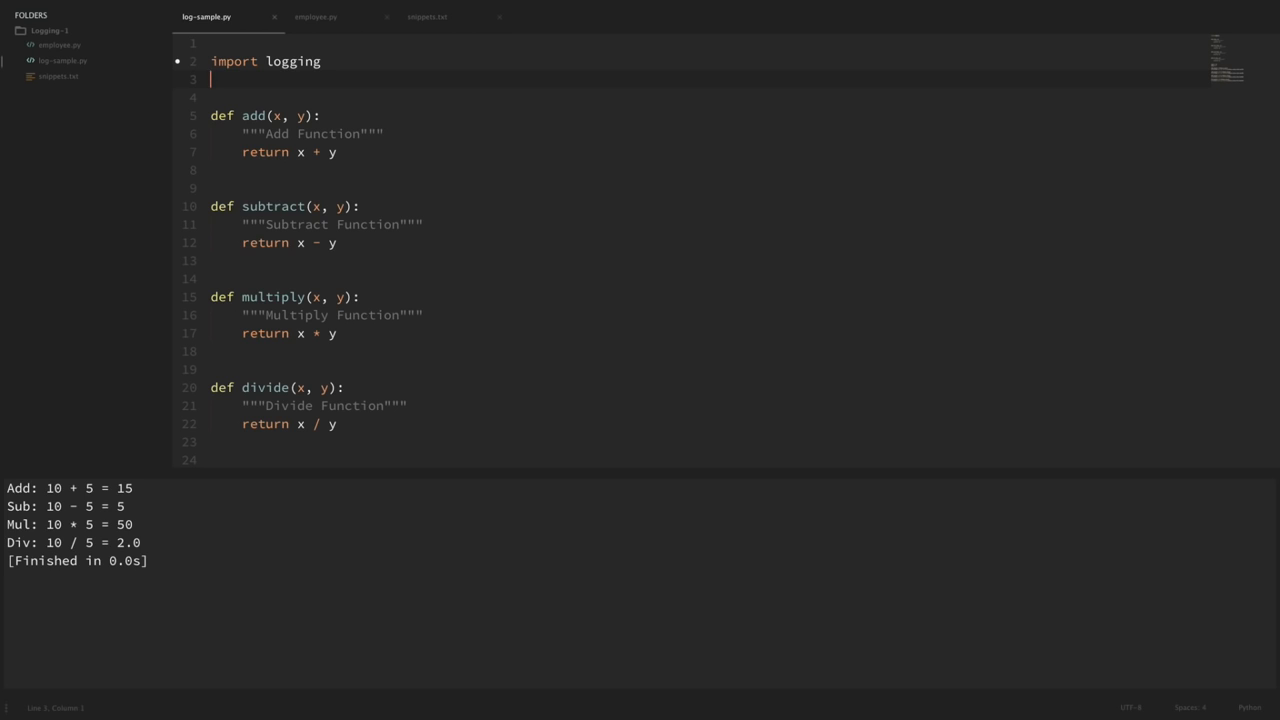 FOLDERS
Logging-1
employee.py
log-sample.py
snippets.txt
log-sample.py × employee.py × snippets.txt ×
1
2 import logging
3
4
5 def add(x, y):
6 """Add Function"""
7 return x + y
8
9
10 def subtract(x, y):
11 """Subtract Function"""
12 return x - y
13
14
15 def multiply(x, y):
16 """Multiply Function"""
17 return x * y
18
19
20 def divide(x, y):
21 """Divide Function"""
22 return x / y
23
24
Add: 10 + 5 = 15
Sub: 10 - 5 = 5
Mul: 10 * 5 = 50
Div: 10 / 5 = 2.0
[Finished in 0.0s]
Line 3, Column 1 UTF-8 Spaces: 4 Python